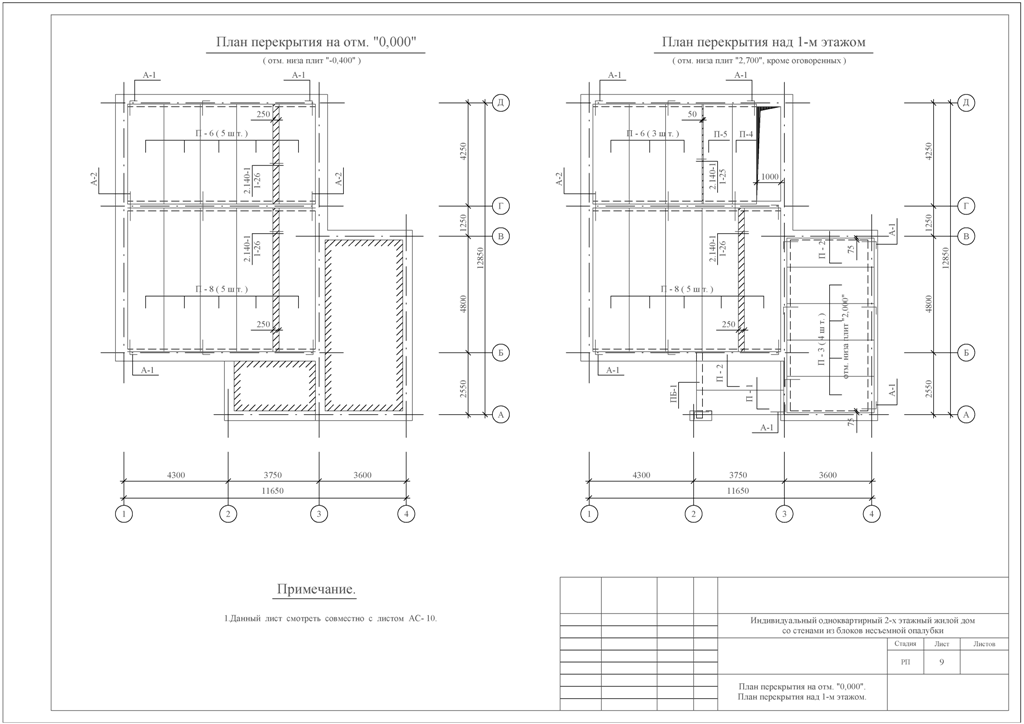 План перекрытия на отм. "0,000"
( отм. низа плит "-0,400" )
А-1
А-1
250
П - 6 ( 5 ш т. )
2.140-1
1-26
А-2
А-2
2.140-1
1-26
П - 8 ( 5 ш т. )
250
А-1
4250
1250
4800
2550
12850
Д
Г
В
Б
А
4300
3750
3600
11650
1
2
3
4
План перекрытия над 1-м этажом
( отм. низа плит "2,700", кроме оговоренных )
А-1
А-1
50
П - 6 ( 3 ш т. )
П-5
П-4
2.140-1
1-25
1000
А-2
2.140-1
1-26
П - 8 ( 5 ш т. )
250
А-1
П - 2
75
А-1
П - 3 ( 4 ш т. )
отм. низа плит "2,000"
П - 2
ПБ-1
П - 1
А-1
А-1
75
4250
1250
4800
2550
12850
Д
Г
В
Б
А
4300
3750
3600
11650
1
2
3
4
Примечание.
1.Данный лист смотреть совместно с листом АС- 10.
Индивидуальный одноквартирный 2-х этажный жилой дом
со стенами из блоков несъемной опалубки
Стадия
Лист
Листов
РП
9
План перекрытия на отм. "0,000".
План перекрытия над 1-м этажом.